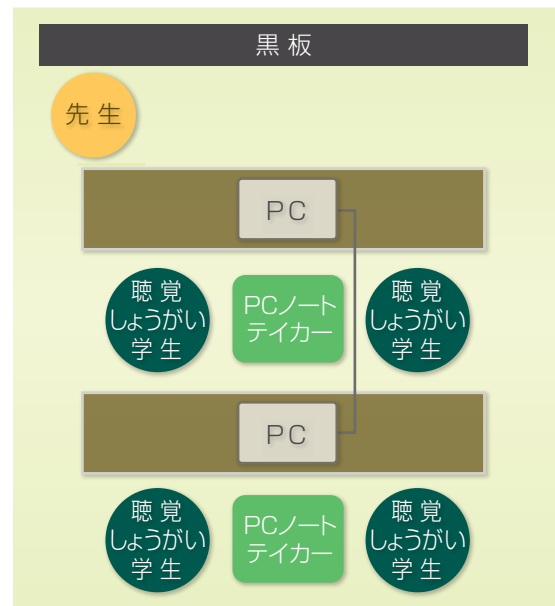 黒板
先生
PC
聴覚
しょうがい
学生
PCノート
テイカー
聴覚
しょうがい
学生
PC
聴覚
しょうがい
学生
PCノート
テイカー
聴覚
しょうがい
学生